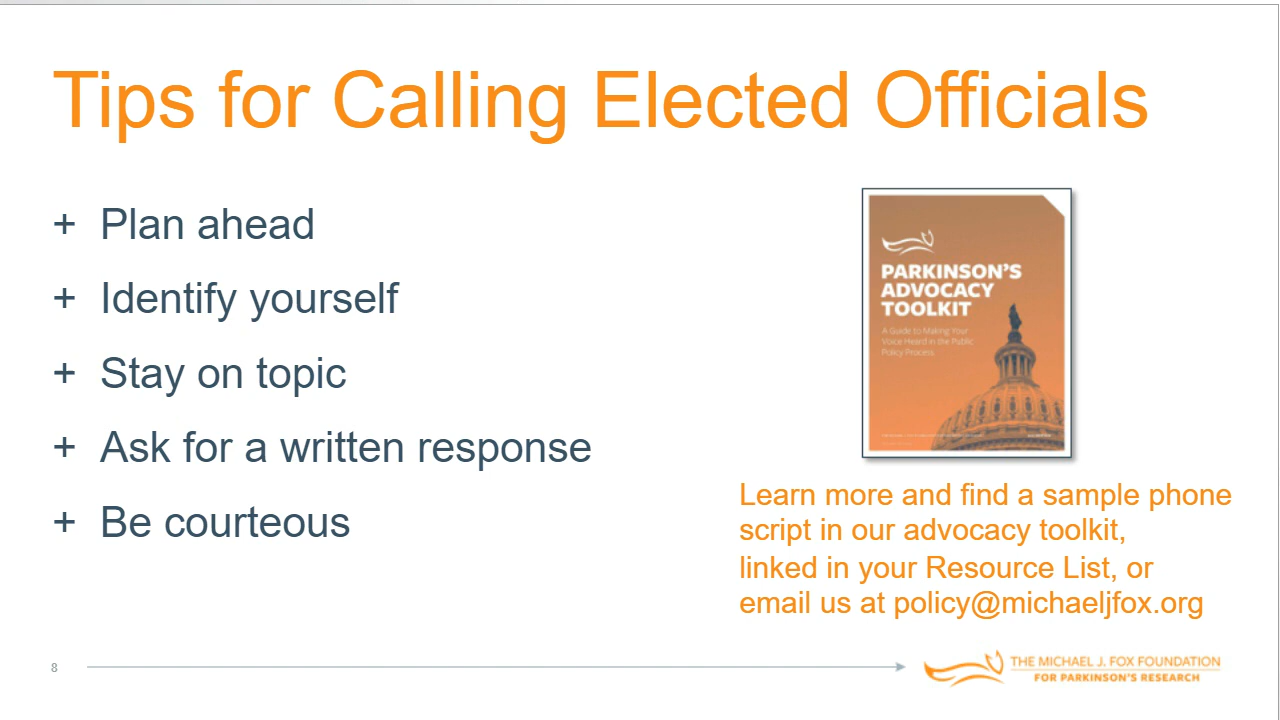 Tips for Calling Elected Officials
+ Plan ahead
+ Identify yourself
+ Stay on topic
+ Ask for a written response
+ Be courteous
PARKINSON'S
ADVOCACY
TOOLKIT
A Guide to Making Your
Voice Heard in the Public
Policy Process
Learn more and find a sample phone
script in our advocacy toolkit,
linked in your Resource List, or
email us at policy@michaeljfox.org
8
THE MICHAEL J. FOX FOUNDATION
FOR PARKINSON'S RESEARCH